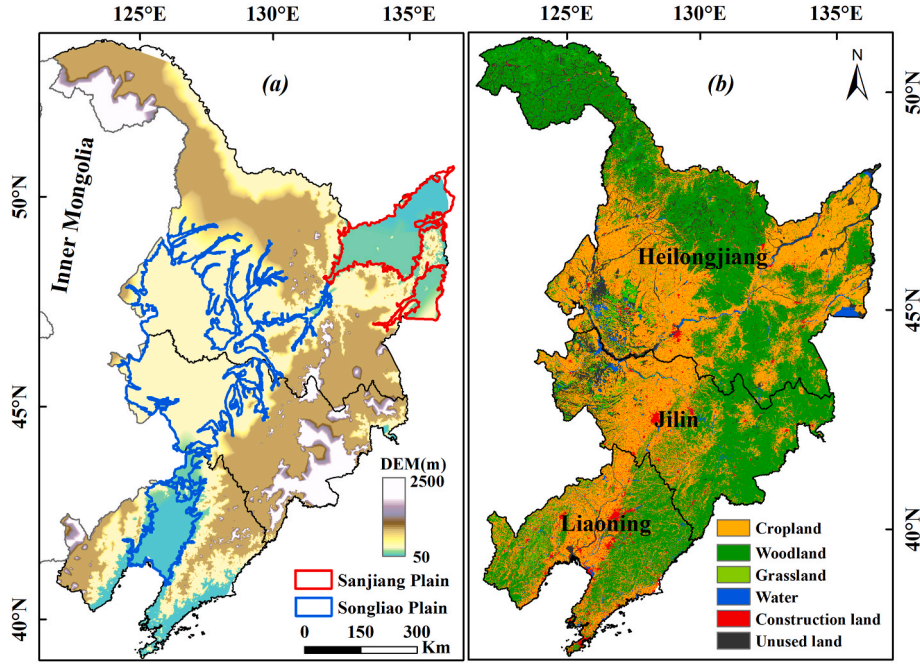 125°E 130°E 135°E
(a)
50°N
45°N
40°N
Inner Mongolia
DEM(m)
2500
50
Sanjiang Plain
Songliao Plain
0 150 300
Km
125°E 130°E 135°E
(b)
N
50°N
45°N
40°N
Heilongjiang
Jilin
Liaoning
Cropland
Woodland
Grassland
Water
Construction land
Unused land